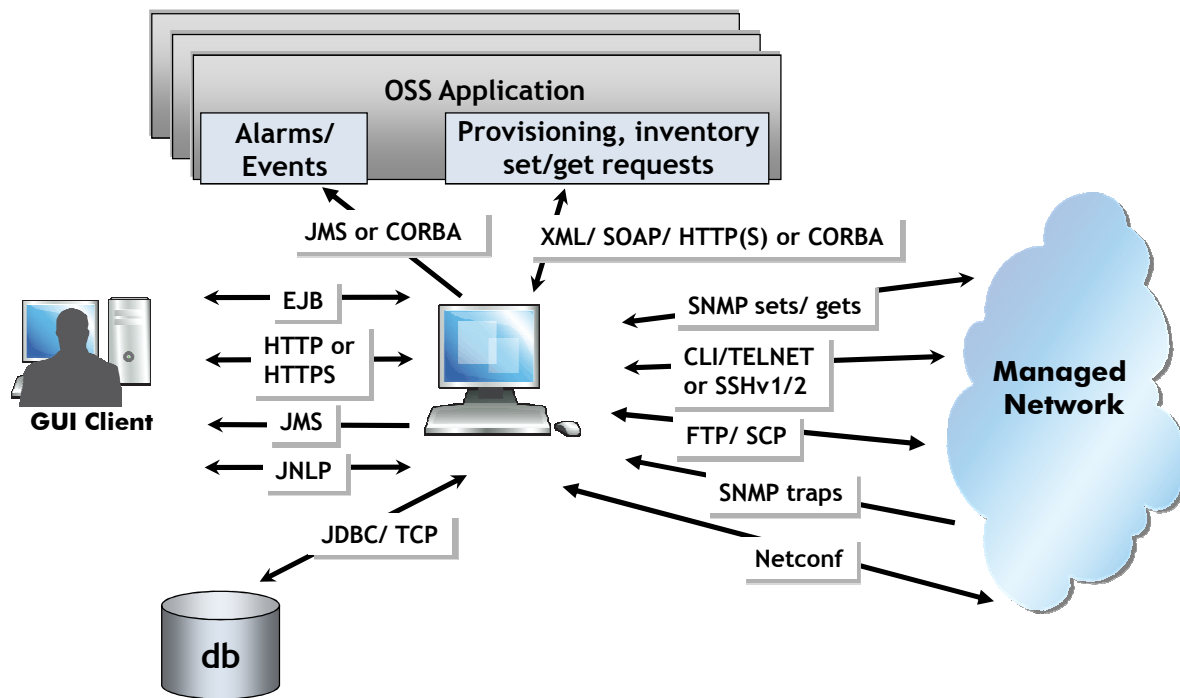 OSS Application
Alarms/
Events
Provisioning, inventory
set/get requests
JMS or CORBA
XML/ SOAP/ HTTP(S) or CORBA
EJB
HTTP or
HTTPS
JMS
JNLP
GUI Client
SNMP sets/ gets
CLI/TELNET
or SSHv1/2
FTP/ SCP
SNMP traps
Netconf
Managed
Network
JDBC/ TCP
db